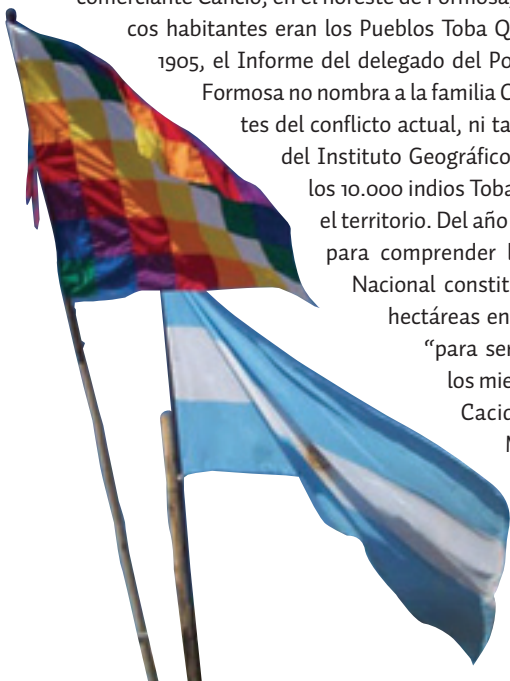 comerciante Cancio, en el noreste de Formosa,
cos habitantes eran los Pueblos Toba Q
1905, el Informe del delegado del Po
Formosa no nombra a la familia C
tes del conflicto actual, ni ta
del Instituto Geográfico
los 10.000 indios Toba
el territorio. Del año
para comprender l
Nacional constit
hectáreas en
“para ser
los mie
Cacic